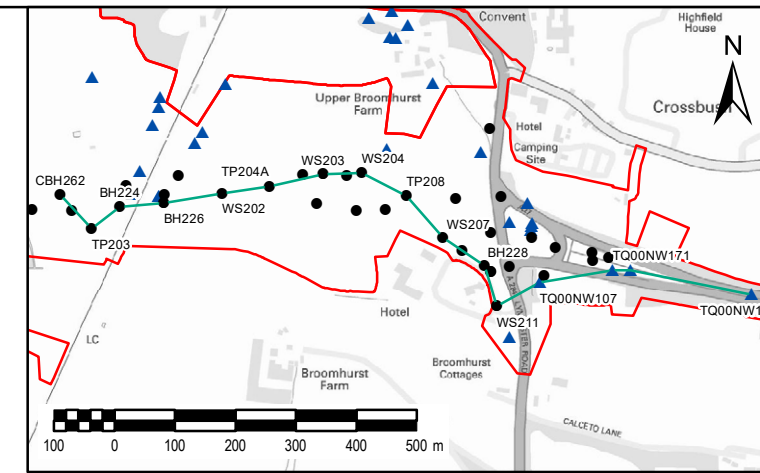 Convent
Highfield
House
N
Upper Broomhurst
Farm
Crossbush
Hotel
Camping
Site
CBH262
BH224
TP204A
WS203
WS204
TP208
TP203
BH226
WS202
WS207
BH228
TQ00NW171
TQ00NW107
TQ00NW1
WS211
Hotel
LC
Broomhurst
Farm
Broomhurst
Cottages
CALCETO LANE
100 0 100 200 300 400 500 m